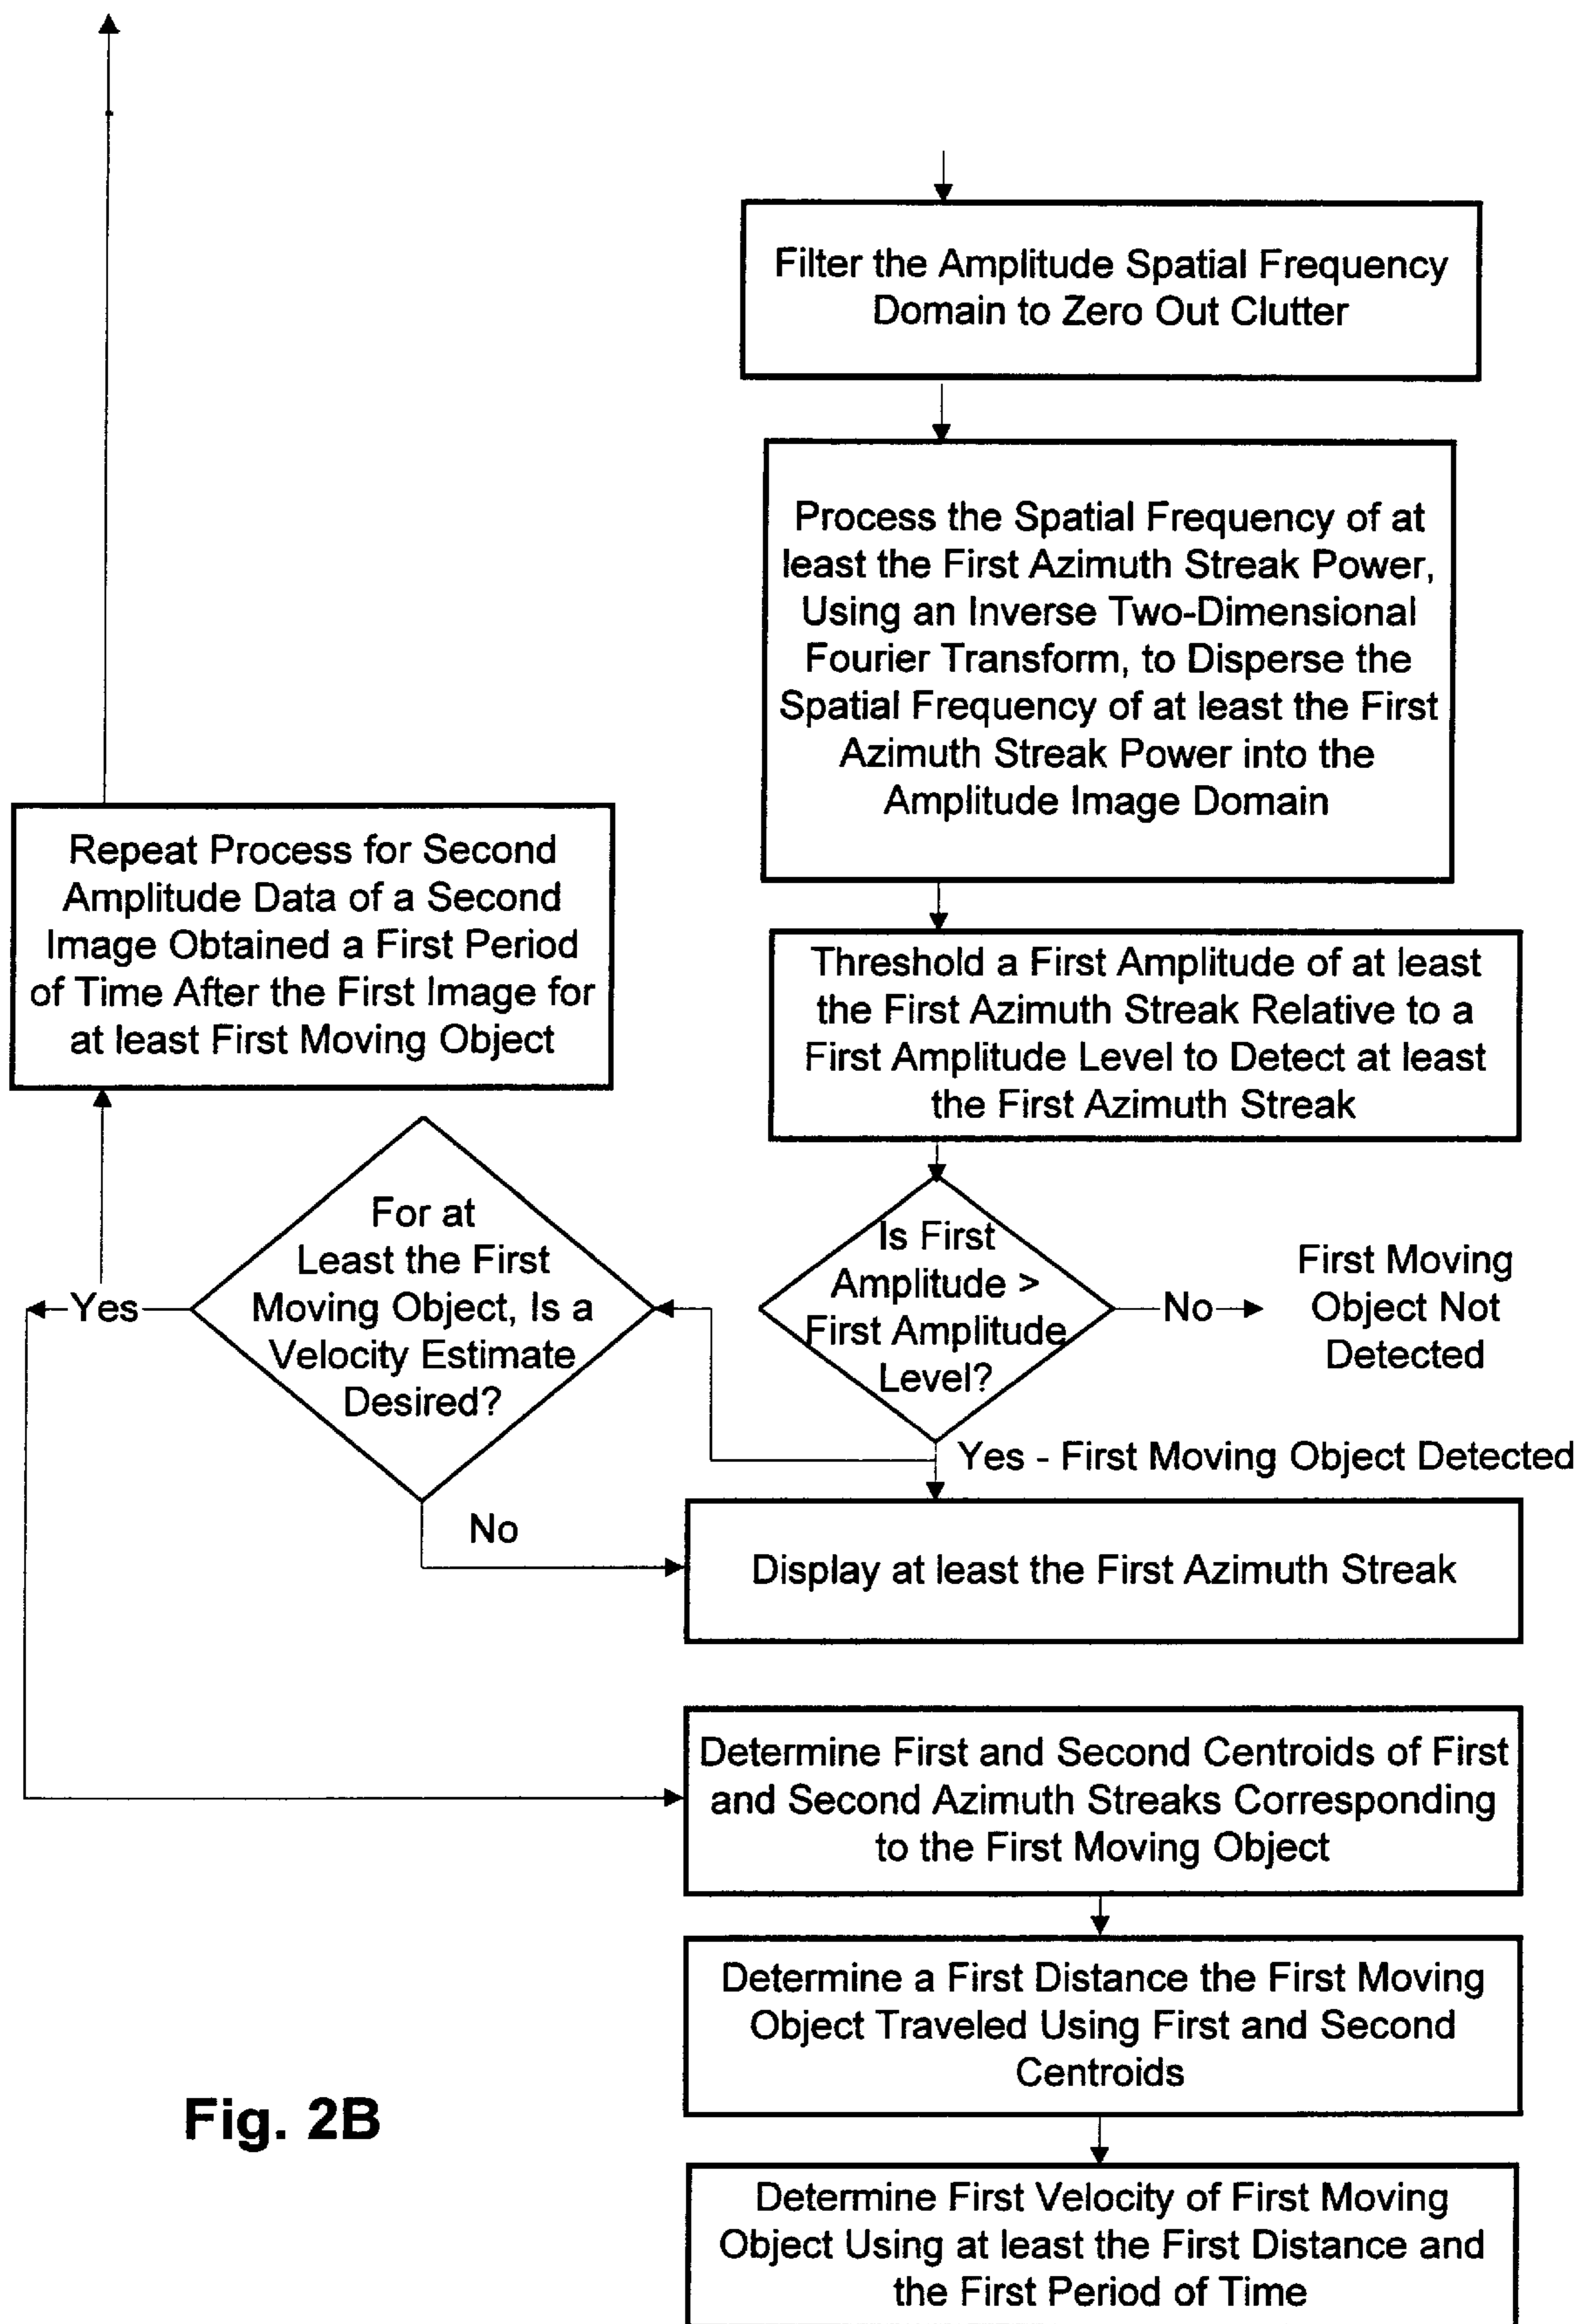 Filter the Amplitude Spatial Frequency
Domain to Zero Out Clutter
Process the Spatial Frequency of at
least the First Azimuth Streak Power,
Using an Inverse Two-Dimensional
Fourier Transform, to Disperse the
Spatial Frequency of at least the First
Azimuth Streak Power into the
Amplitude Image Domain
Repeat Process for Second
Amplitude Data of a Second
Image Obtained a First Period
of Time After the First Image for
at least First Moving Object
Threshold a First Amplitude of at least
the First Azimuth Streak Relative to a
First Amplitude Level to Detect at least
the First Azimuth Streak
For at
Least the First
Moving Object, Is a
Velocity Estimate
Desired?
Yes
Is First
Amplitude >
First Amplitude
Level?
No
First Moving
Object Not
Detected
Yes - First Moving Object Detected
No
Display at least the First Azimuth Streak
Determine First and Second Centroids of First
and Second Azimuth Streaks Corresponding
to the First Moving Object
Determine a First Distance the First Moving
Object Traveled Using First and Second
Centroids
Fig. 2B
Determine First Velocity of First Moving
Object Using at least the First Distance and
the First Period of Time